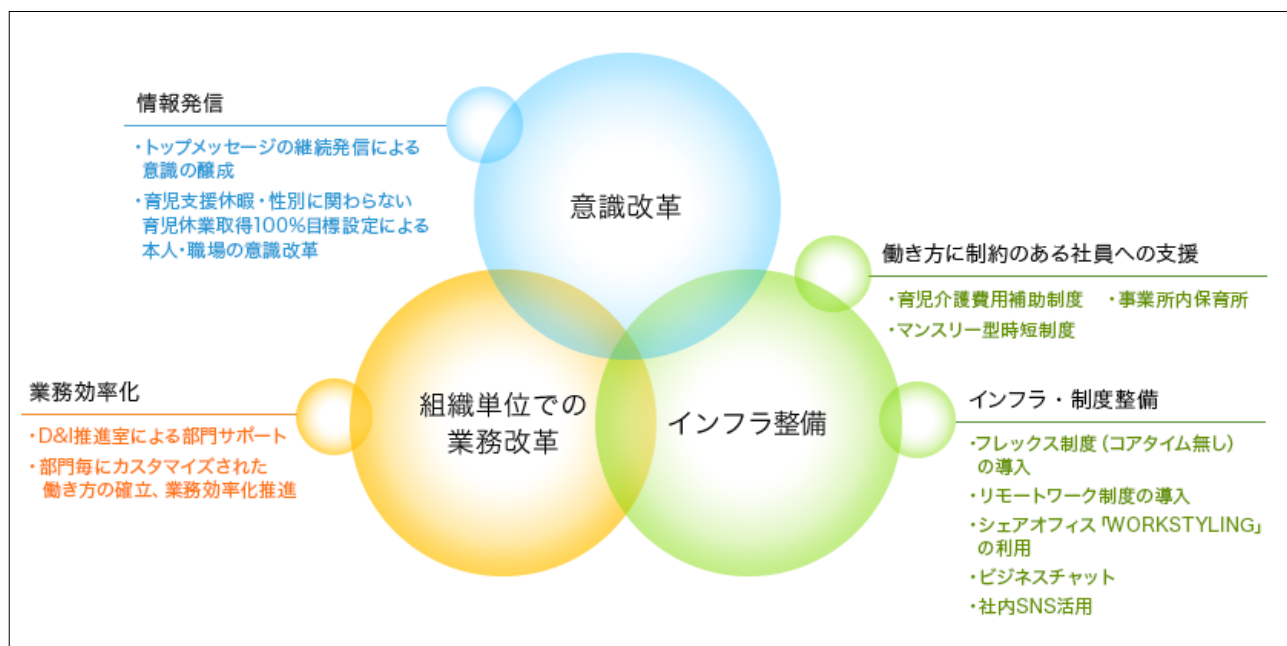 情報発信
・トップメッセージの継続発信による
意識の醸成
・育児支援休暇・性別に関わらない
育児休業取得100%目標設定による
本人・職場の意識改革
意識改革
働き方に制約のある社員への支援
・育児介護費用補助制度　・事業所内保育所
・マンスリー型時短制度
業務効率化
・D&I推進室による部門サポート
・部門毎にカスタマイズされた
働き方の確立、業務効率化推進
組織単位での
業務改革
インフラ整備
インフラ・制度整備
・フレックス制度(コアタイム無し)
の導入
・リモートワーク制度の導入
・シェアオフィス「WORKSTYLING」
の利用
・ビジネスチャット
・社内SNS活用